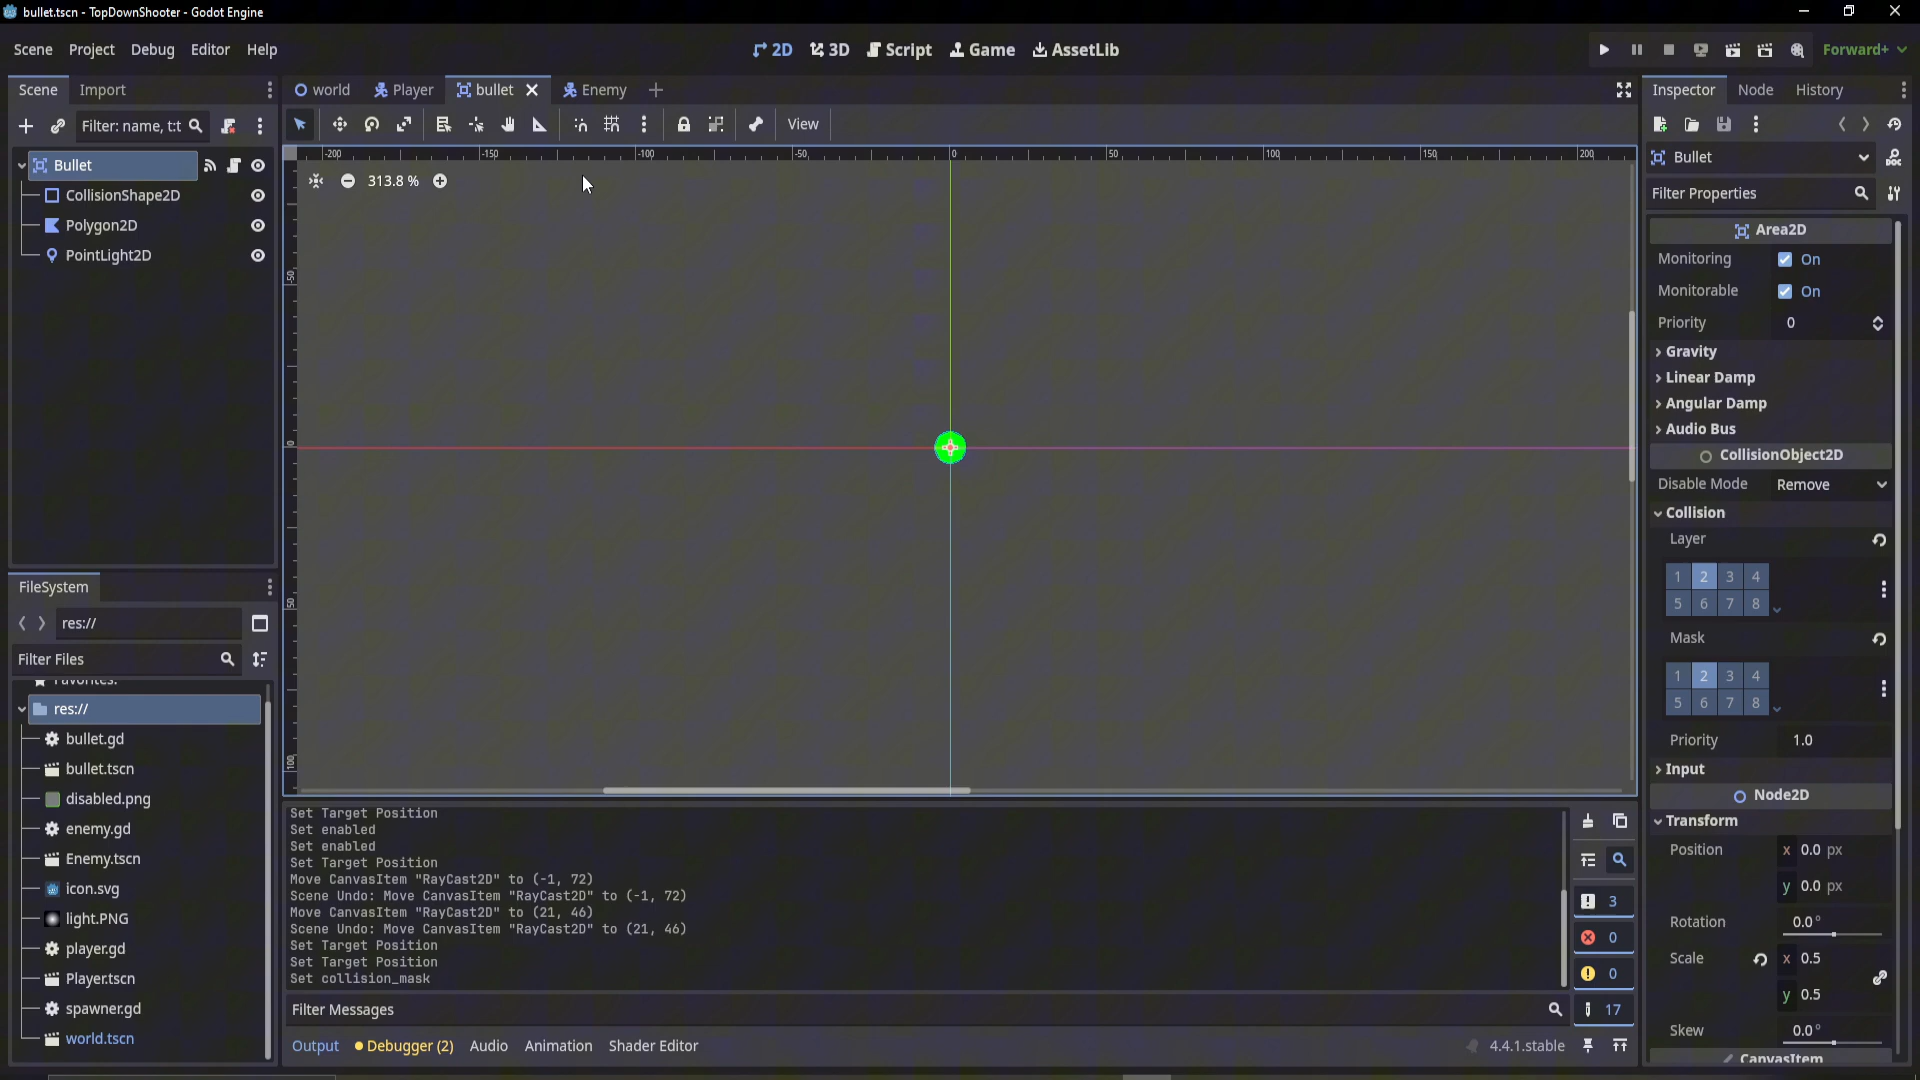 bullet.tscn - TopDownShooter - Godot Engine
Scene Project Debug Editor Help
2D 3D Script Game AssetLib
Forward+
Scene Import
world Player bullet Enemy
Inspector Node History
Filter: name, t:t
View
Bullet
CollisionShape2D
Polygon2D
PointLight2D
-200 -150 -100 -50 0 50 100 150 200
313.8 %
-50
0
50
100
Bullet
Filter Properties
Area2D
Monitoring On
Monitorable On
Priority 0
Gravity
Linear Damp
Angular Damp
Audio Bus
CollisionObject2D
Disable Mode Remove
Collision
Layer
1 2 3 4
5 6 7 8
Mask
1 2 3 4
5 6 7 8
Priority 1.0
Input
Node2D
Transform
Position x 0.0 px
y 0.0 px
Rotation 0.0°
Scale x 0.5
y 0.5
Skew 0.0°
CanvasItem
FileSystem
res://
Filter Files
Favorites:
res://
bullet.gd
bullet.tscn
disabled.png
enemy.gd
Enemy.tscn
icon.svg
light.PNG
player.gd
Player.tscn
spawner.gd
world.tscn
Set Target Position
Set enabled
Set enabled
Set Target Position
Move CanvasItem "RayCast2D" to (-1, 72)
Scene Undo: Move CanvasItem "RayCast2D" to (-1, 72)
Move CanvasItem "RayCast2D" to (21, 46)
Scene Undo: Move CanvasItem "RayCast2D" to (21, 46)
Set Target Position
Set Target Position
Set collision_mask
3
0
0
17
Filter Messages
Output Debugger (2) Audio Animation Shader Editor
4.4.1.stable